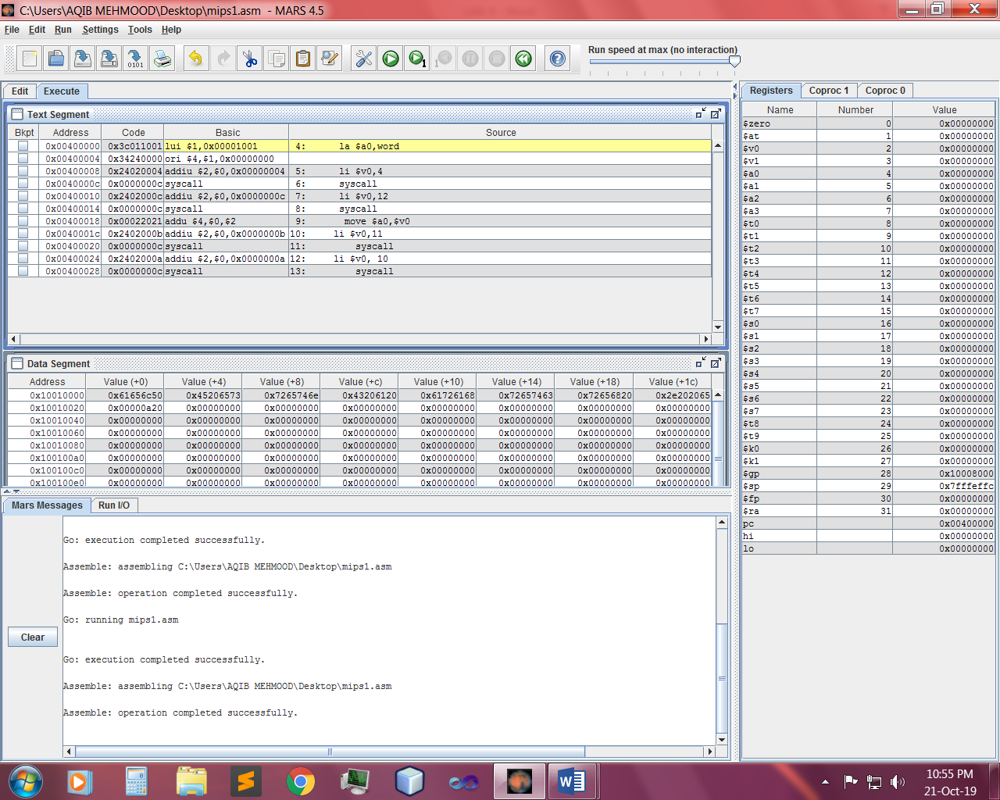 C:\Users\AQIB MEHMOOD\Desktop\mips1.asm - MARS 4.5
File Edit Run Settings Tools Help
Run speed at max (no interaction)
Edit Execute
Text Segment
Bkpt Address Code Basic Source
0x00400000 0x3c011001 lui $1,0x00001001 4: la $a0,word
0x00400004 0x34240000 ori $4,$1,0x00000000
0x00400008 0x24020004 addiu $2,$0,0x00000004 5: li $v0,4
0x0040000c 0x0000000c syscall 6: syscall
0x00400010 0x2402000c addiu $2,$0,0x0000000c 7: li $v0,12
0x00400014 0x0000000c syscall 8: syscall
0x00400018 0x00022021 addu $4,$0,$2 9: move $a0,$v0
0x0040001c 0x2402000b addiu $2,$0,0x0000000b 10: li $v0,11
0x00400020 0x0000000c syscall 11: syscall
0x00400024 0x2402000a addiu $2,$0,0x0000000a 12: li $v0, 10
0x00400028 0x0000000c syscall 13: syscall
Data Segment
Address Value (+0) Value (+4) Value (+8) Value (+c) Value (+10) Value (+14) Value (+18) Value (+1c)
0x10010000 0x61656c50 0x45206573 0x7265746e 0x43206120 0x61726168 0x72657463 0x72656820 0x2e202065
0x10010020 0x00000a20 0x00000000 0x00000000 0x00000000 0x00000000 0x00000000 0x00000000 0x00000000
0x10010040 0x00000000 0x00000000 0x00000000 0x00000000 0x00000000 0x00000000 0x00000000 0x00000000
0x10010060 0x00000000 0x00000000 0x00000000 0x00000000 0x00000000 0x00000000 0x00000000 0x00000000
0x10010080 0x00000000 0x00000000 0x00000000 0x00000000 0x00000000 0x00000000 0x00000000 0x00000000
0x100100a0 0x00000000 0x00000000 0x00000000 0x00000000 0x00000000 0x00000000 0x00000000 0x00000000
0x100100c0 0x00000000 0x00000000 0x00000000 0x00000000 0x00000000 0x00000000 0x00000000 0x00000000
0x100100e0 0x00000000 0x00000000 0x00000000 0x00000000 0x00000000 0x00000000 0x00000000 0x00000000
Mars Messages Run I/O
Go: execution completed successfully.
Assemble: assembling C:\Users\AQIB MEHMOOD\Desktop\mips1.asm
Assemble: operation completed successfully.
Go: running mips1.asm
Go: execution completed successfully.
Assemble: assembling C:\Users\AQIB MEHMOOD\Desktop\mips1.asm
Assemble: operation completed successfully.
Clear
Registers Coproc 1 Coproc 0
Name Number Value
$zero 0 0x00000000
$at 1 0x00000000
$v0 2 0x00000000
$v1 3 0x00000000
$a0 4 0x00000000
$a1 5 0x00000000
$a2 6 0x00000000
$a3 7 0x00000000
$t0 8 0x00000000
$t1 9 0x00000000
$t2 10 0x00000000
$t3 11 0x00000000
$t4 12 0x00000000
$t5 13 0x00000000
$t6 14 0x00000000
$t7 15 0x00000000
$s0 16 0x00000000
$s1 17 0x00000000
$s2 18 0x00000000
$s3 19 0x00000000
$s4 20 0x00000000
$s5 21 0x00000000
$s6 22 0x00000000
$s7 23 0x00000000
$t8 24 0x00000000
$t9 25 0x00000000
$k0 26 0x00000000
$k1 27 0x00000000
$gp 28 0x10008000
$sp 29 0x7fffeffc
$fp 30 0x00000000
$ra 31 0x00000000
pc 0x00400000
hi 0x00000000
lo 0x00000000
10:55 PM
21-Oct-19